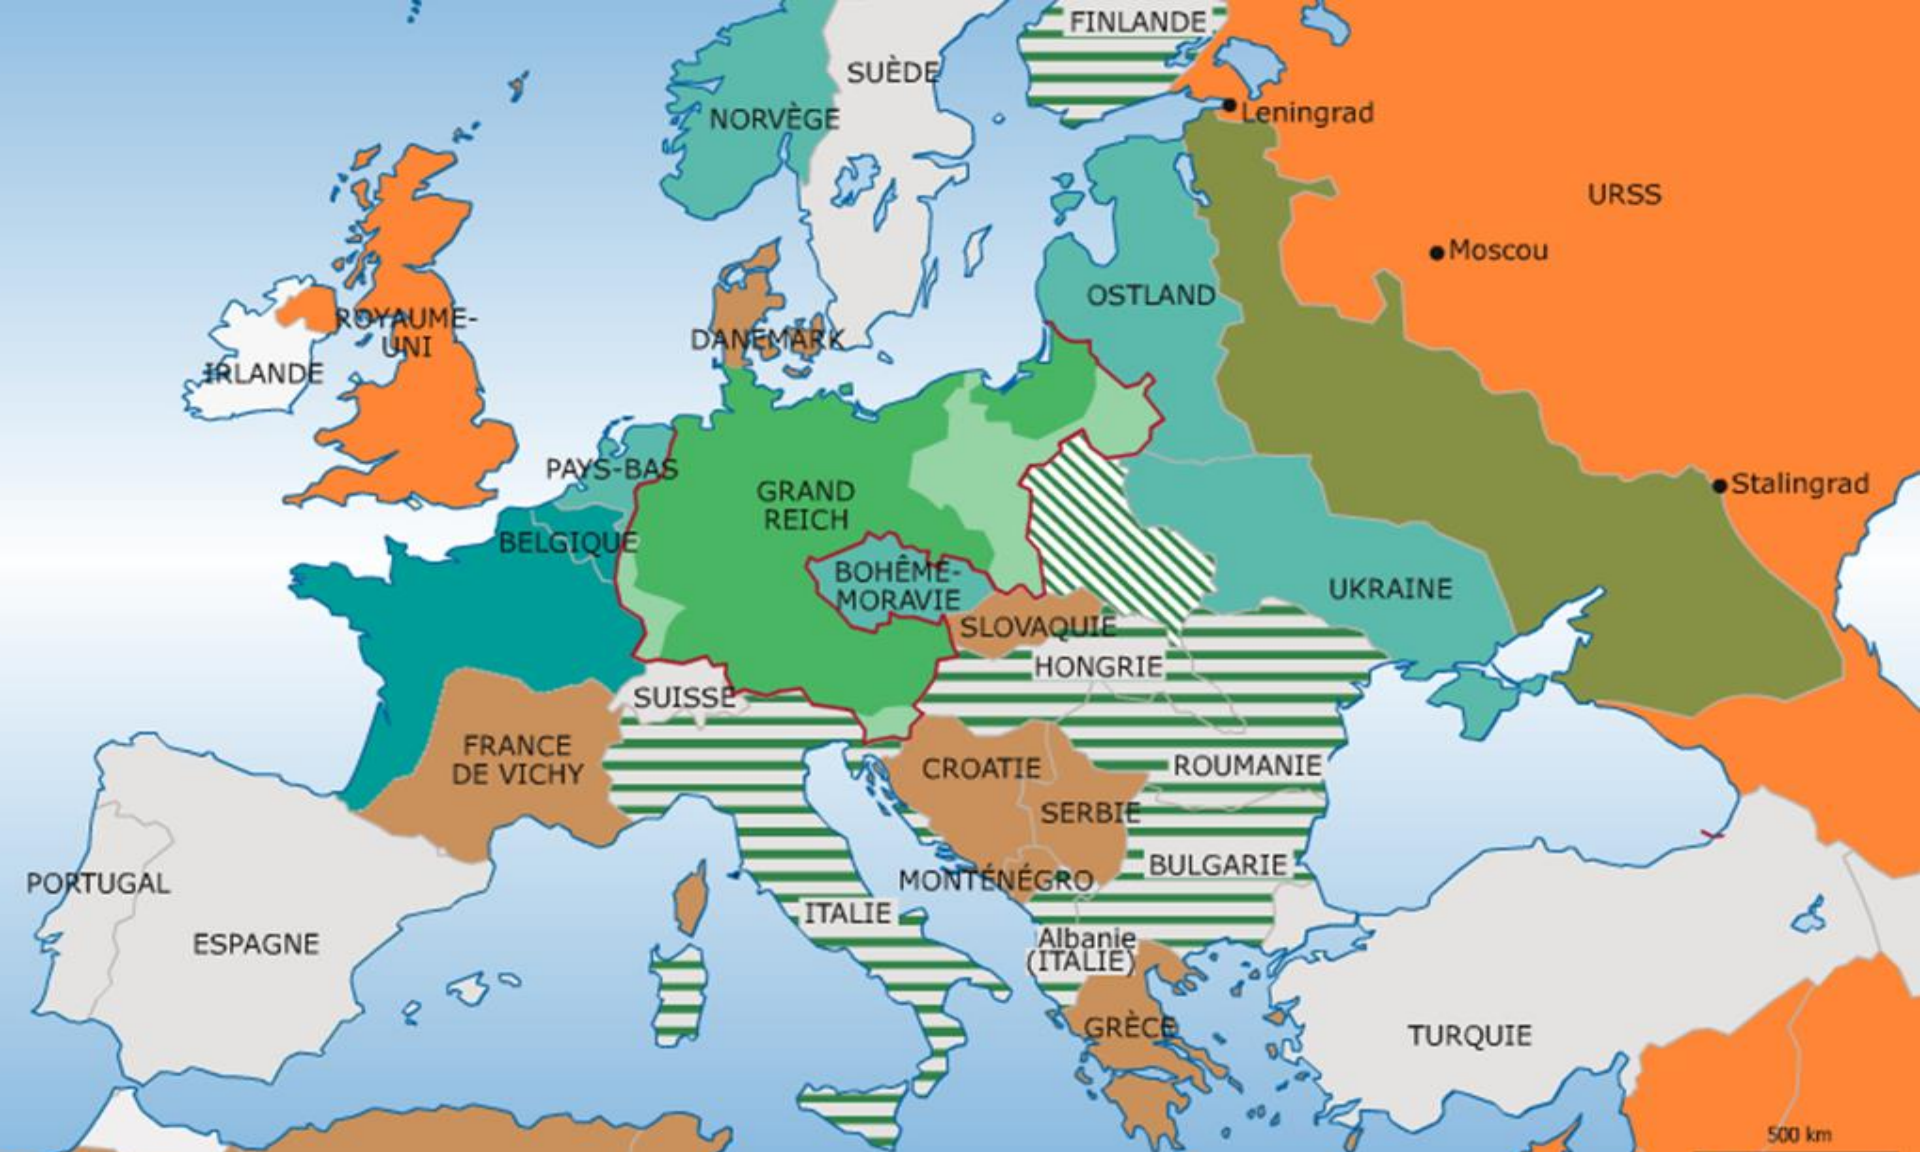 FINLANDE
SUÈDE
NORVÈGE
Leningrad
URSS
Moscou
OSTLAND
ROYAUME-
UNI
IRLANDE
DANEMARK
PAYS-BAS
GRAND
REICH
Stalingrad
BELGIQUE
BOHÊME-
MORAVIE
UKRAINE
SLOVAQUIE
HONGRIE
SUISSE
FRANCE
DE VICHY
CROATIE
ROUMANIE
SERBIE
BULGARIE
MONTÉNÉGRO
PORTUGAL
ITALIE
ESPAGNE
Albanie
(ITALIE)
GRÈCE
TURQUIE
500 km